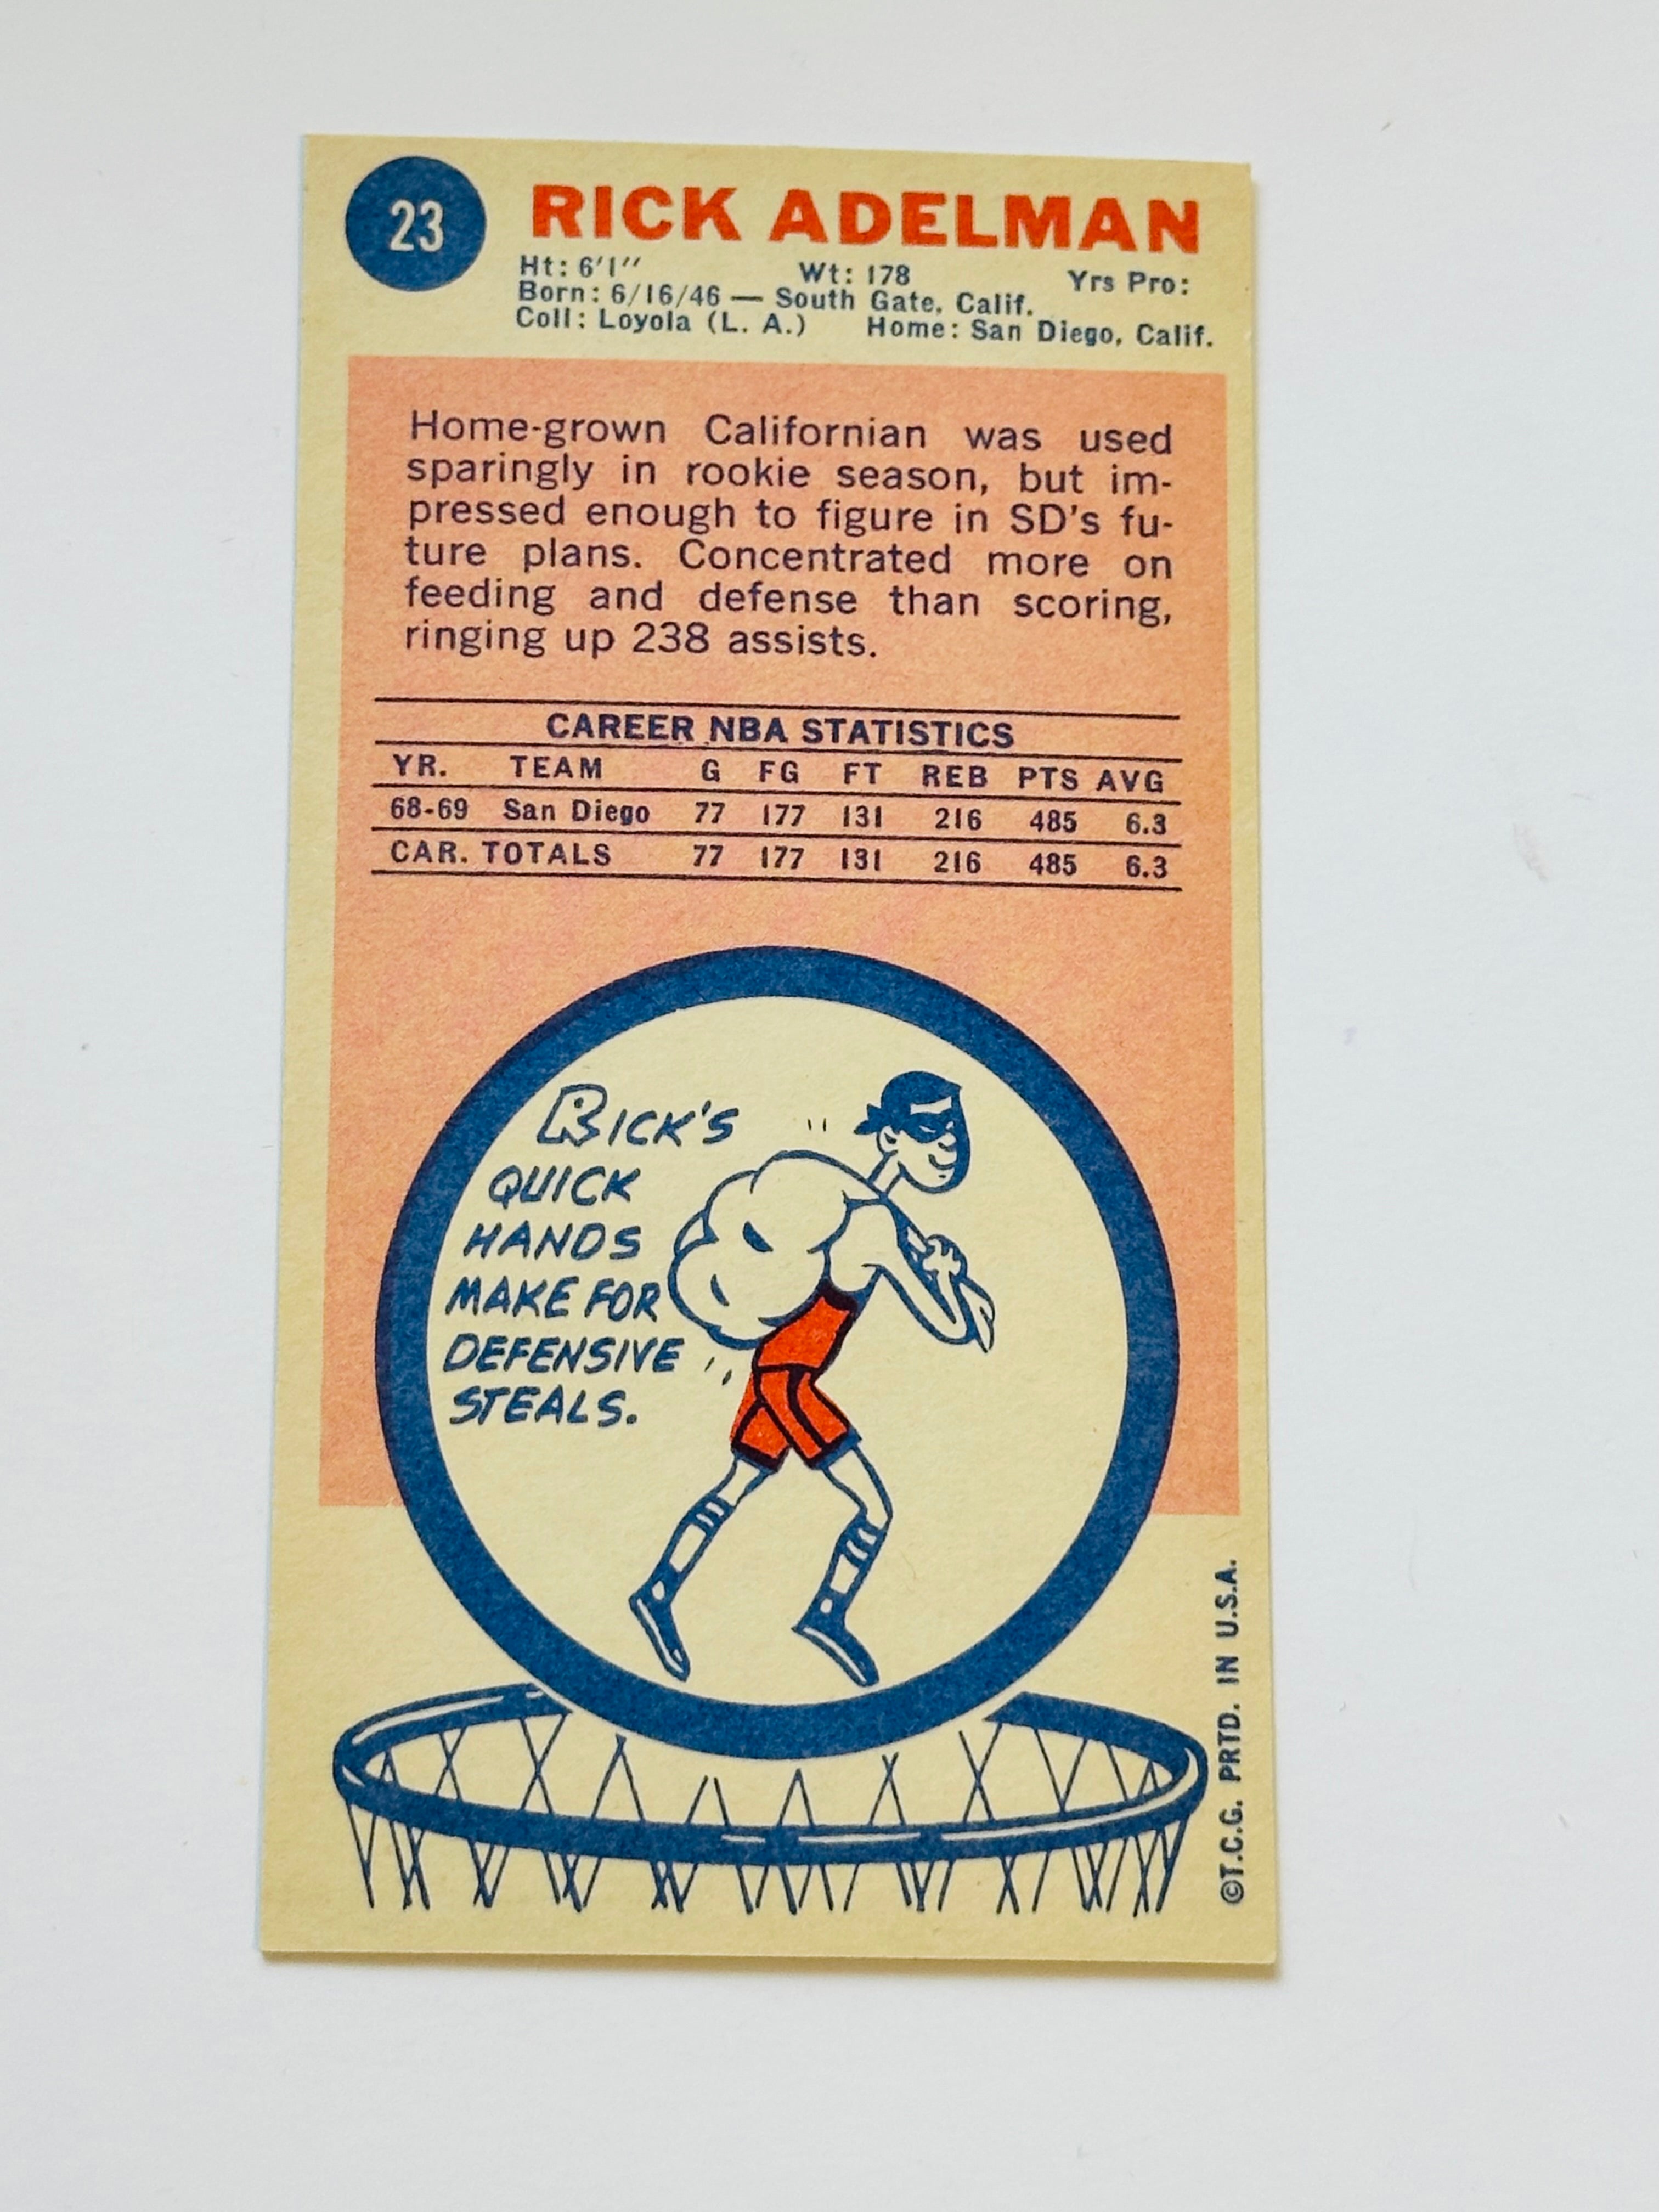 23
RICK ADELMAN
Ht: 6'1" Wt: 178 Yrs Pro:
Born: 6/16/46 — South Gate, Calif.
Coll: Loyola (L. A.) Home: San Diego, Calif.
Home-grown Californian was used
sparingly in rookie season, but im-
pressed enough to figure in SD's fu-
ture plans. Concentrated more on
feeding and defense than scoring,
ringing up 238 assists.
CAREER NBA STATISTICS
YR. TEAM G FG FT REB PTS AVG
68-69 San Diego 77 177 131 216 485 6.3
CAR. TOTALS 77 177 131 216 485 6.3
RICK'S
QUICK
HANDS
MAKE FOR
DEFENSIVE
STEALS.
©T.C.G. PRTD. IN U.S.A.